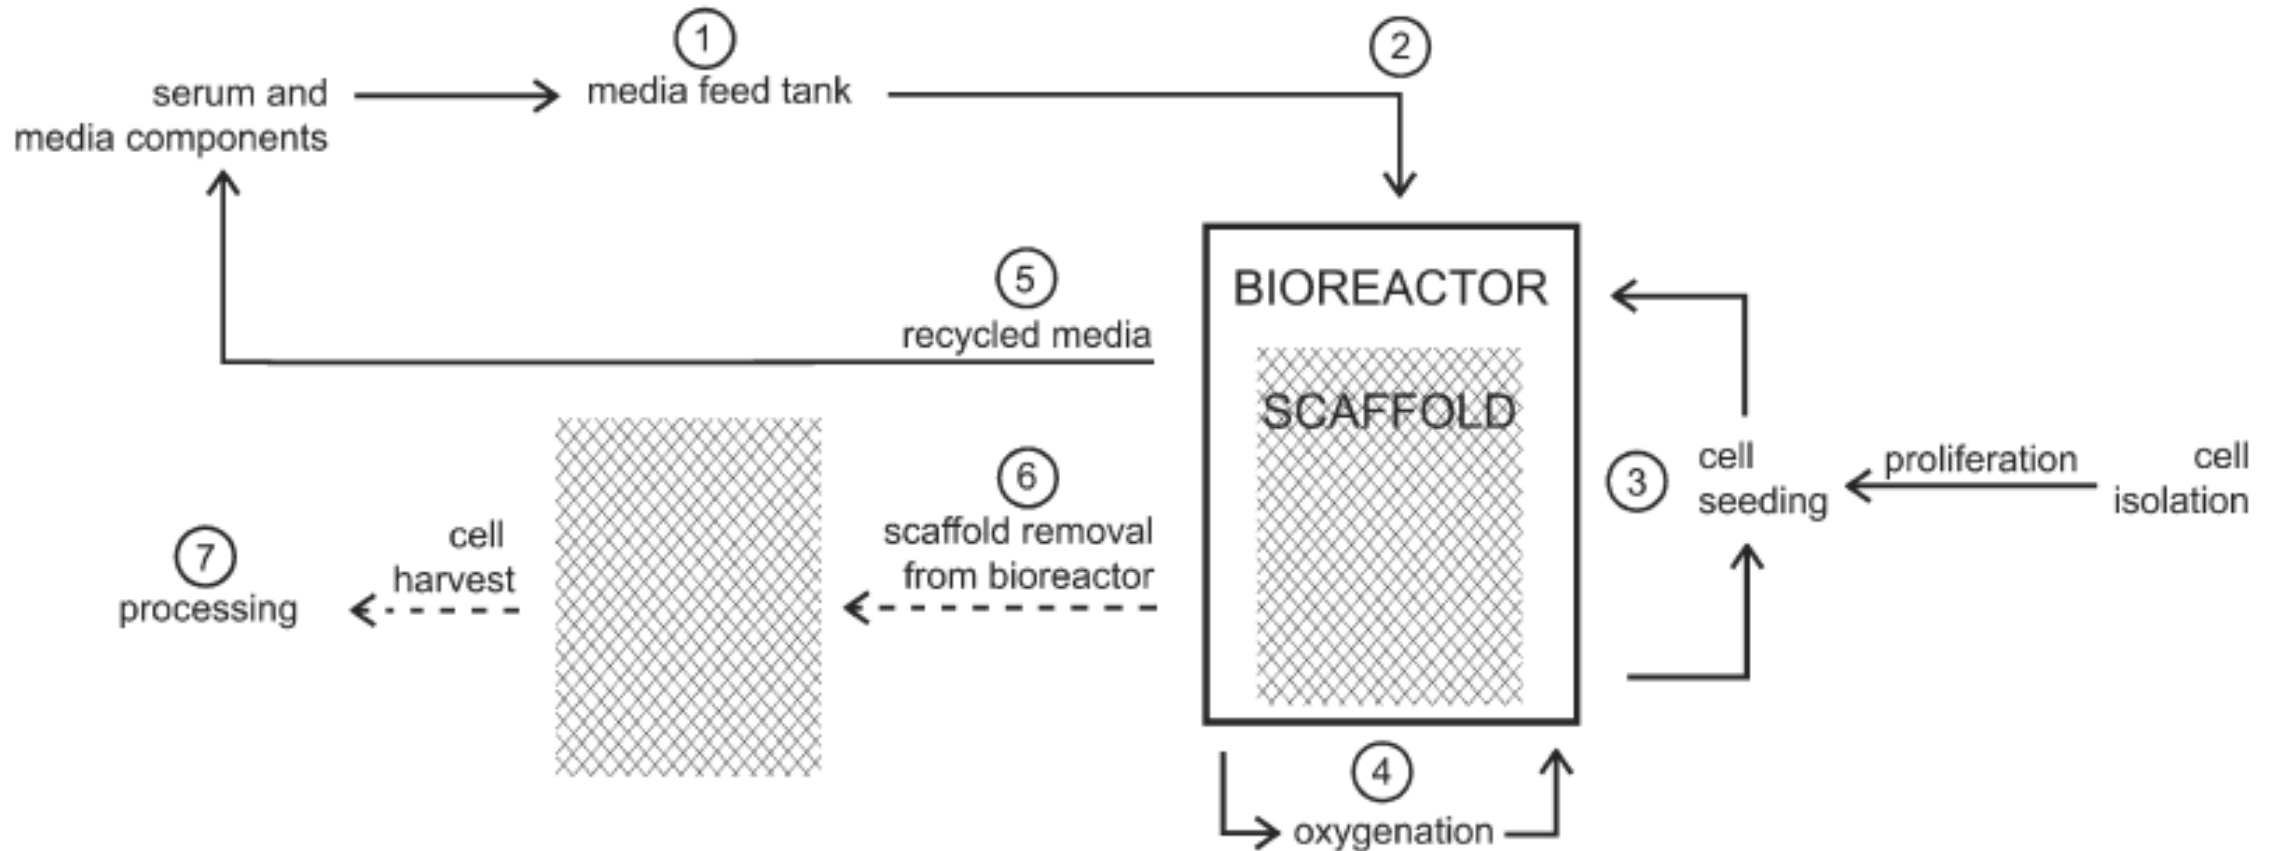 1
serum and
media components
media feed tank
2
BIOREACTOR
SCAFFOLD
5
recycled media
3
cell
seeding
proliferation
cell
isolation
6
scaffold removal
from bioreactor
cell
harvest
7
processing
4
oxygenation